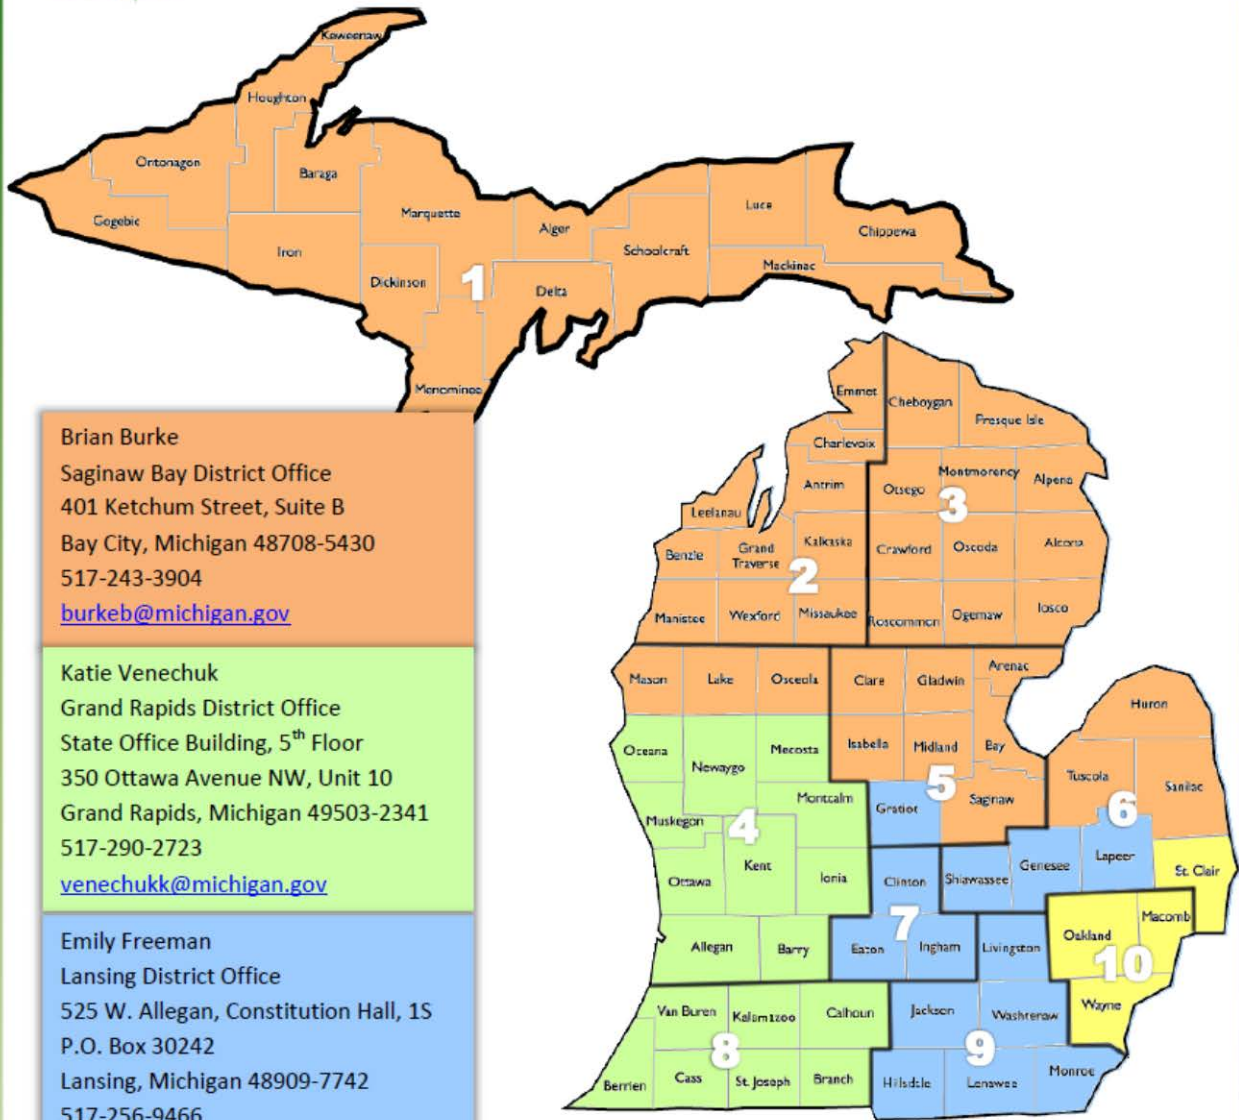 Keweenaw
Houghton
Ontonagon
Baraga
Gogebic
Marquette
Iron
Alger
Luce
Chippewa
Schoolcraft
Mackinac
Dickinson
1
Delta
Menominee
Emmet
Cheboygan
Presque Isle
Charlevoix
Antrim
Otsego
Montmorency
Alpena
3
Leelanau
Benzie
Grand
Traverse
Kalkaska
Crawford
Oscoda
Alcona
2
Manistee
Wexford
Missaukee
Roscommon
Ogemaw
Iosco
Brian Burke
Saginaw Bay District Office
401 Ketchum Street, Suite B
Bay City, Michigan 48708-5430
517-243-3904
burkeb@michigan.gov
Mason
Lake
Osceola
Clare
Gladwin
Arenac
Huron
Oceana
Newaygo
Mecosta
Isabella
Midland
Bay
5
Tuscola
Sanilac
Saginaw
Gratiot
6
Montcalm
Muskegon
4
Kent
Ottawa
Ionia
Clinton
Shiawassee
Genesee
Lapeer
St. Clair
7
Allegan
Barry
Eaton
Ingham
Livingston
Oakland
Macomb
10
Wayne
Van Buren
Kalamazoo
Calhoun
Jackson
Washtenaw
8
9
Berrien
Cass
St. Joseph
Branch
Hillsdale
Lenawee
Monroe
Katie Venechuk
Grand Rapids District Office
State Office Building, 5th Floor
350 Ottawa Avenue NW, Unit 10
Grand Rapids, Michigan 49503-2341
517-290-2723
venechukk@michigan.gov
Emily Freeman
Lansing District Office
525 W. Allegan, Constitution Hall, 1S
P.O. Box 30242
Lansing, Michigan 48909-7742
517-256-9466